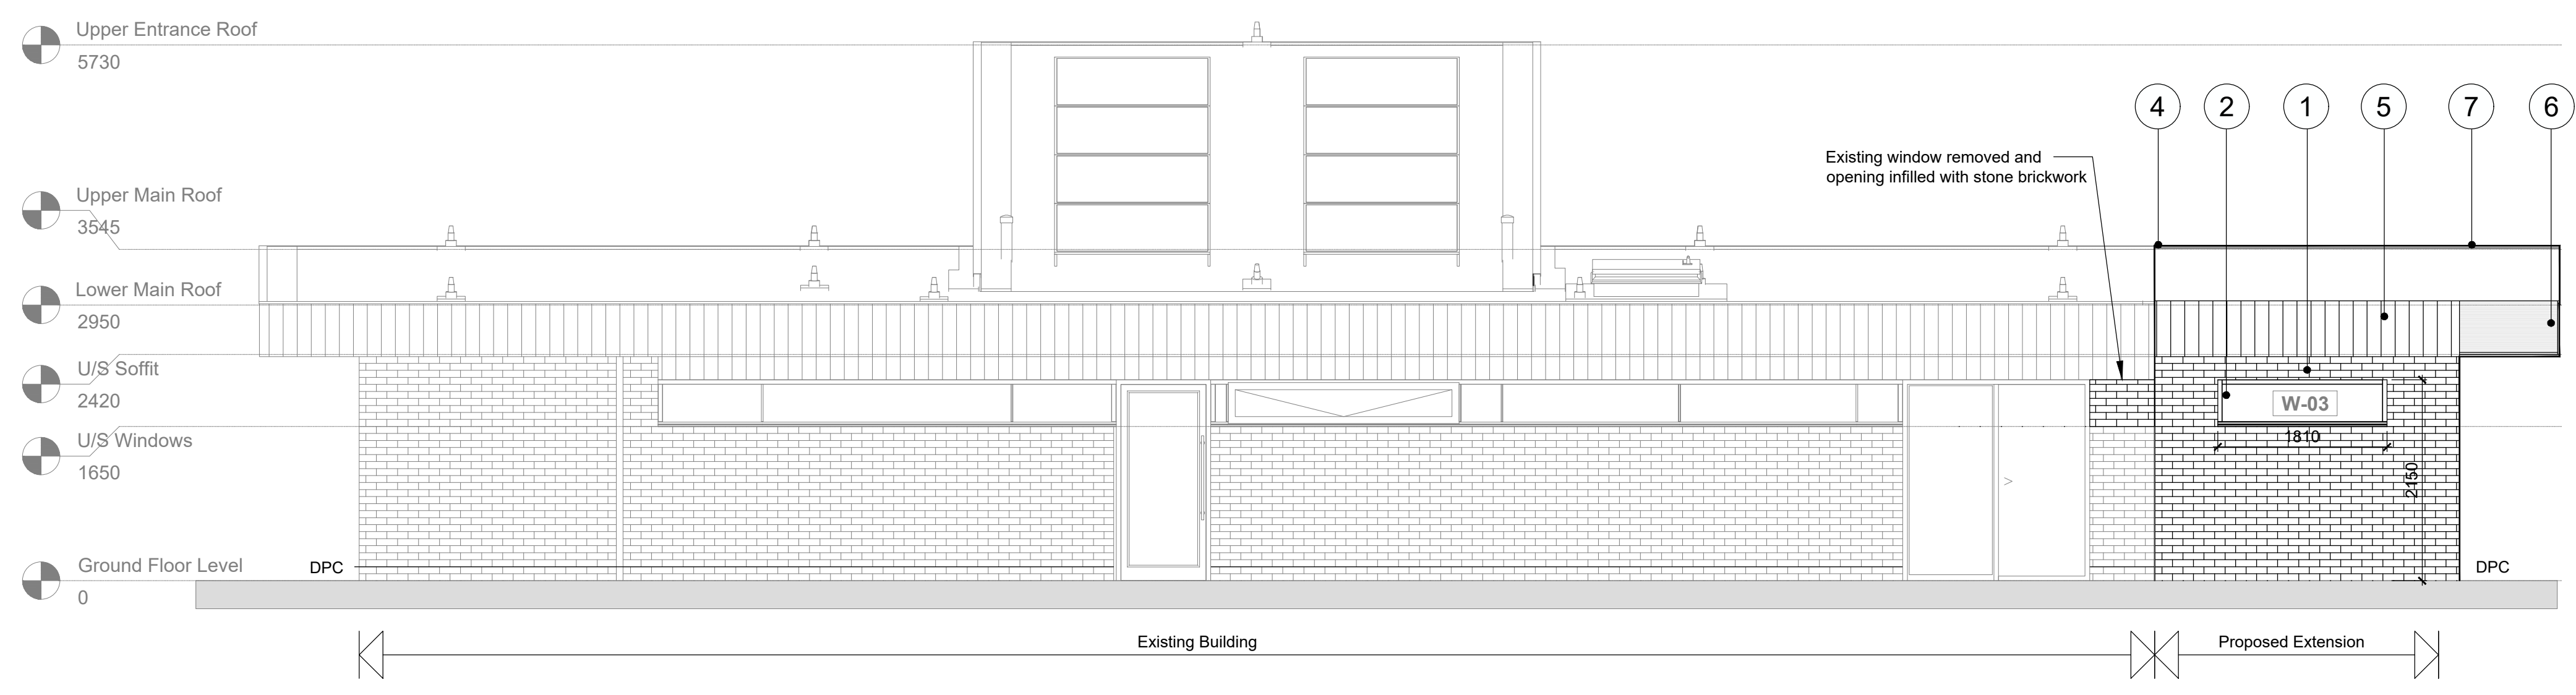 Upper Entrance Roof
5730
4 2 1 5 7 6
Existing window removed and
opening infilled with stone brickwork
Upper Main Roof
3545
Lower Main Roof
2950
U/S Soffit
2420
W-03
1810
U/S Windows
1650
2150
Ground Floor Level
0
DPC
DPC
Existing Building
Proposed Extension